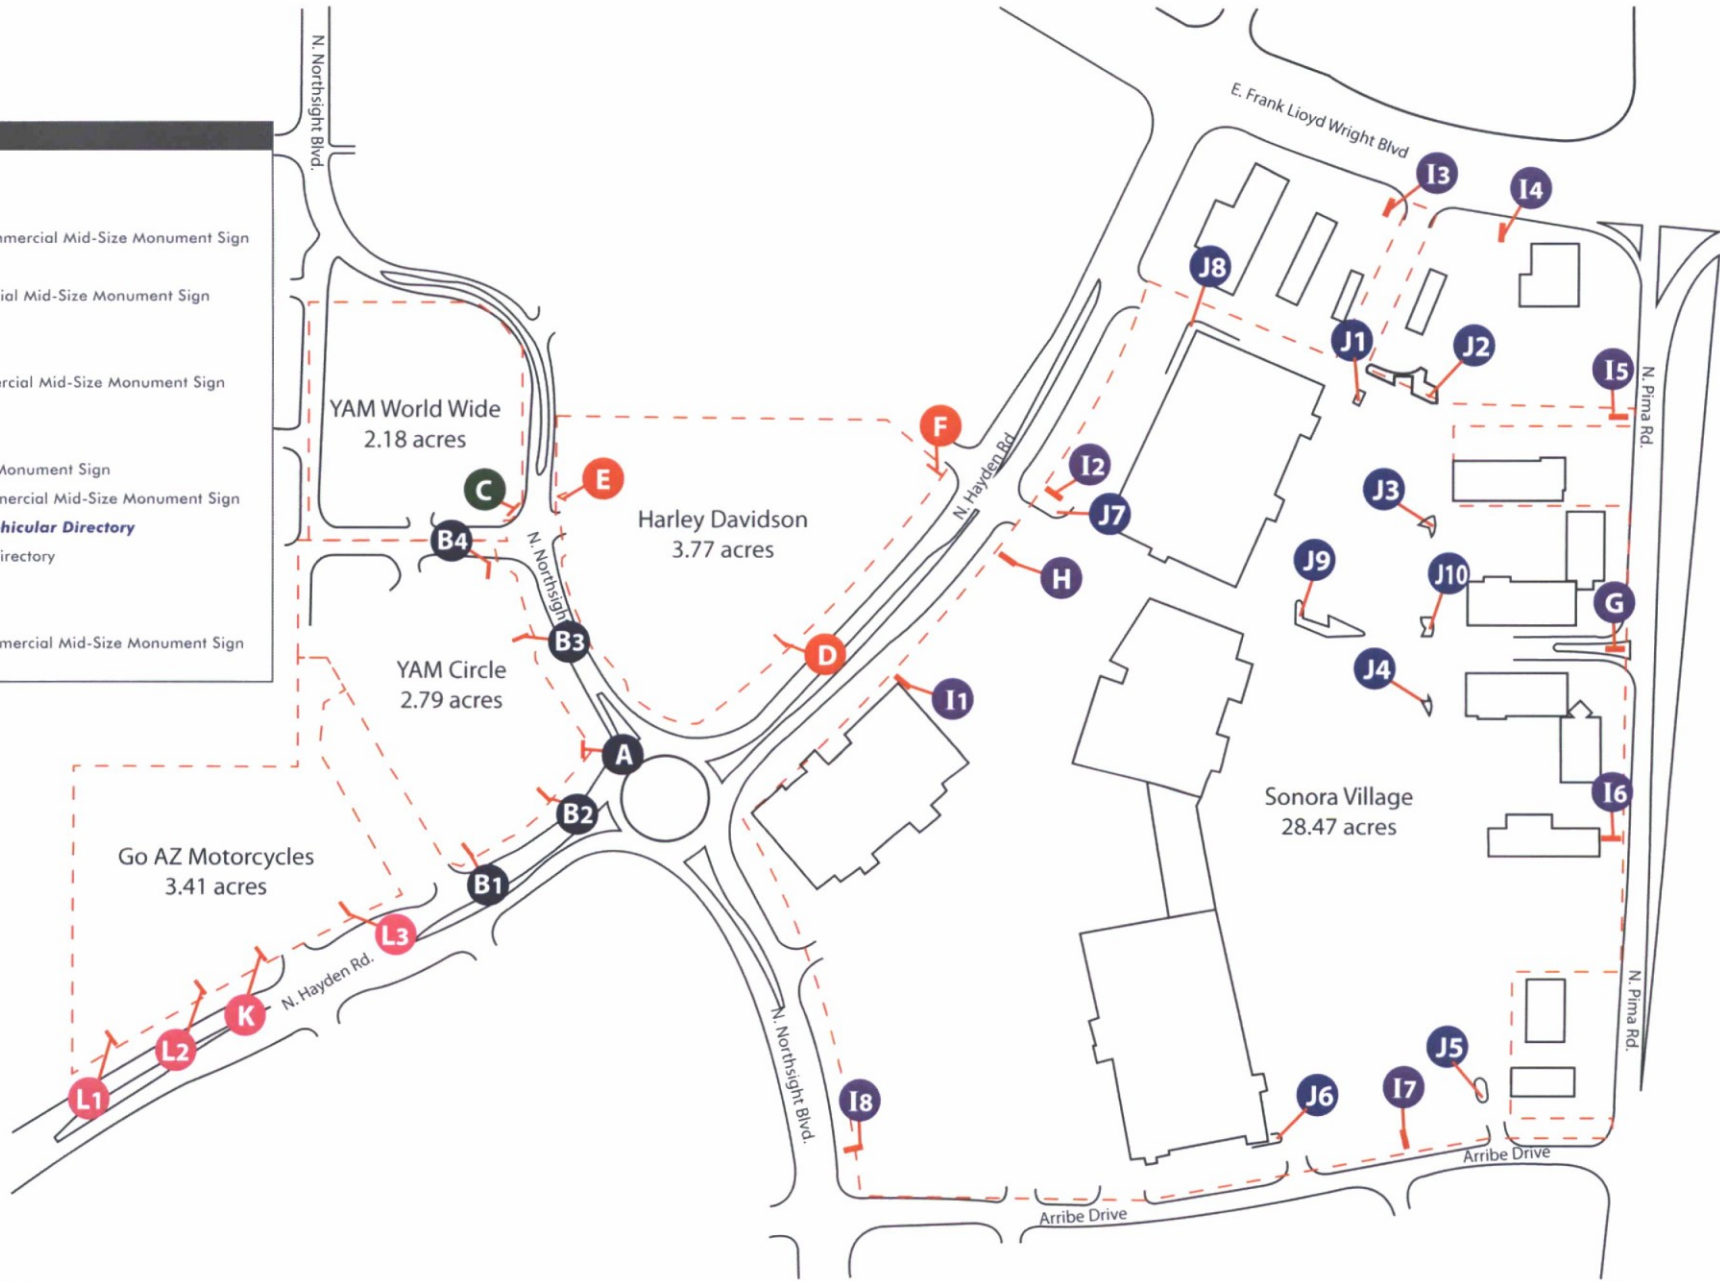 N. Northsight Blvd.
E. Frank Lioyd Wright Blvd
I3
I4
mmercial Mid-Size Monument Sign
J8
ial Mid-Size Monument Sign
J1
J2
I5
ercial Mid-Size Monument Sign
N. Pima Rd.
YAM World Wide
2.18 acres
F
Monument Sign
I2
N. Hayden Rd.
C
E
J3
mercial Mid-Size Monument Sign
hicular Directory
Harley Davidson
3.77 acres
J7
B4
irectory
N. Northsight
J9
J10
H
G
mmercial Mid-Size Monument Sign
B3
D
J4
YAM Circle
2.79 acres
I1
A
I6
Sonora Village
28.47 acres
B2
Go AZ Motorcycles
3.41 acres
B1
L3
N. Hayden Rd.
K
N. Pima Rd.
L2
N. Northsight Blvd.
J5
L1
I8
I7
J6
Arribe Drive
Arribe Drive